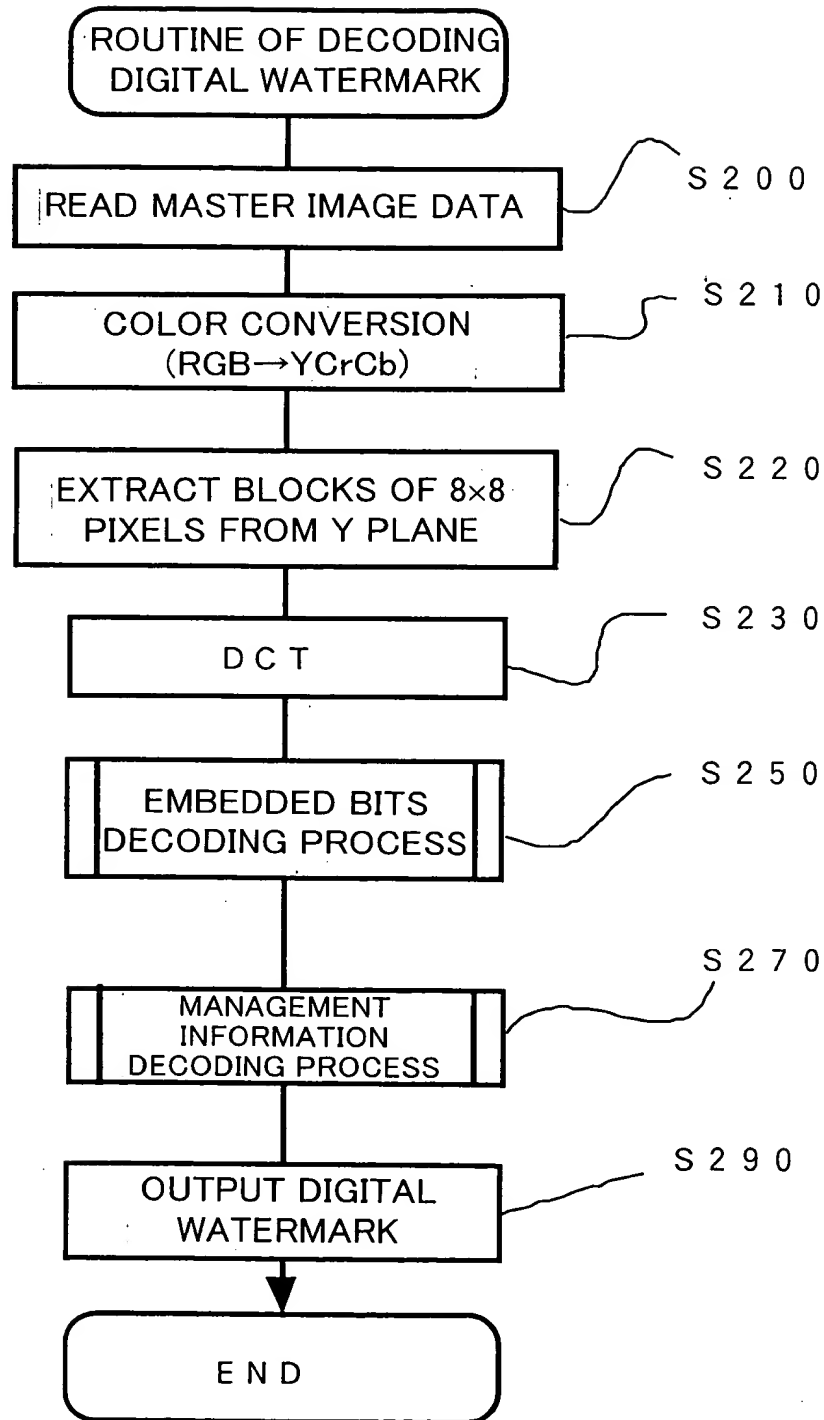 ROUTINE OF DECODING
DIGITAL WATERMARK
READ MASTER IMAGE DATA
S200
COLOR CONVERSION
(RGB→YCrCb)
S210
EXTRACT BLOCKS OF 8×8
PIXELS FROM Y PLANE
S220
DCT
S230
EMBEDDED BITS
DECODING PROCESS
S250
MANAGEMENT
INFORMATION
DECODING PROCESS
S270
OUTPUT DIGITAL
WATERMARK
S290
END